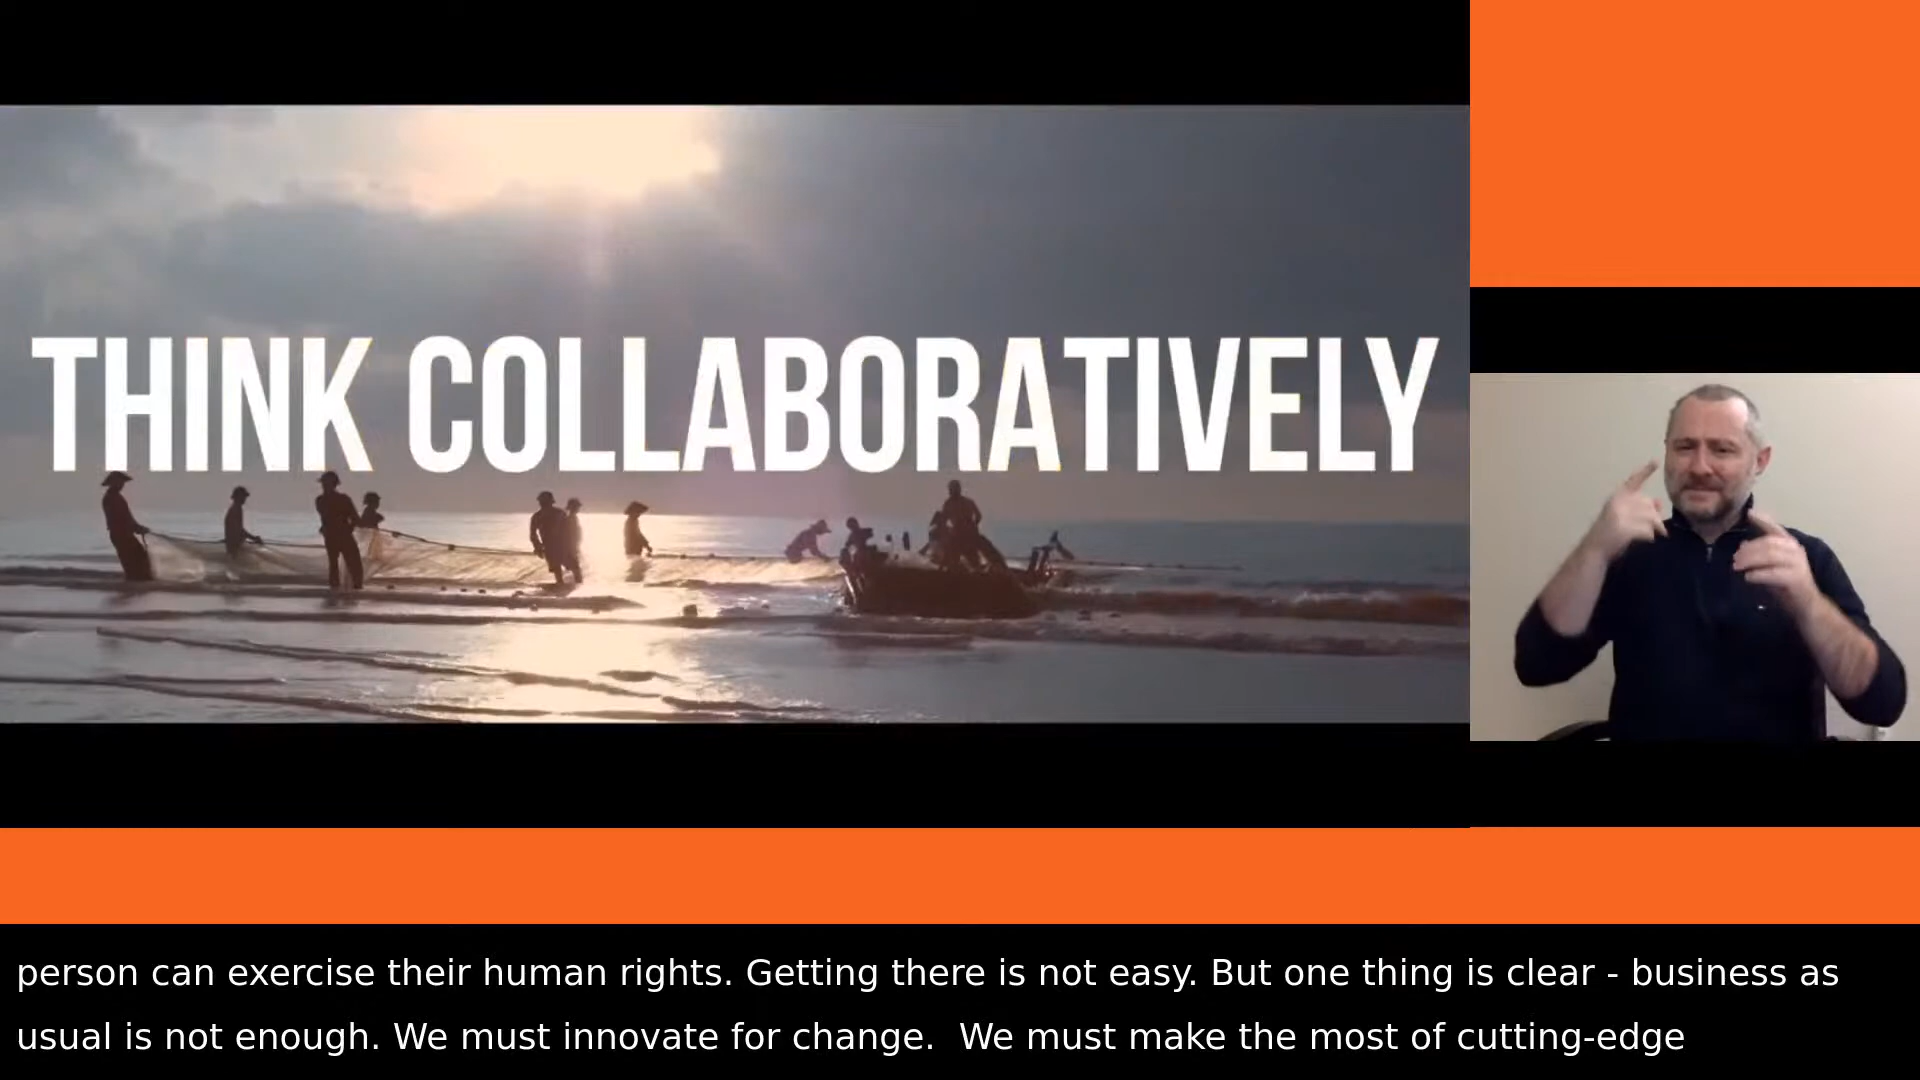 THINK COLLABORATIVELY
person can exercise their human rights. Getting there is not easy. But one thing is clear - business as
usual is not enough. We must innovate for change.  We must make the most of cutting-edge